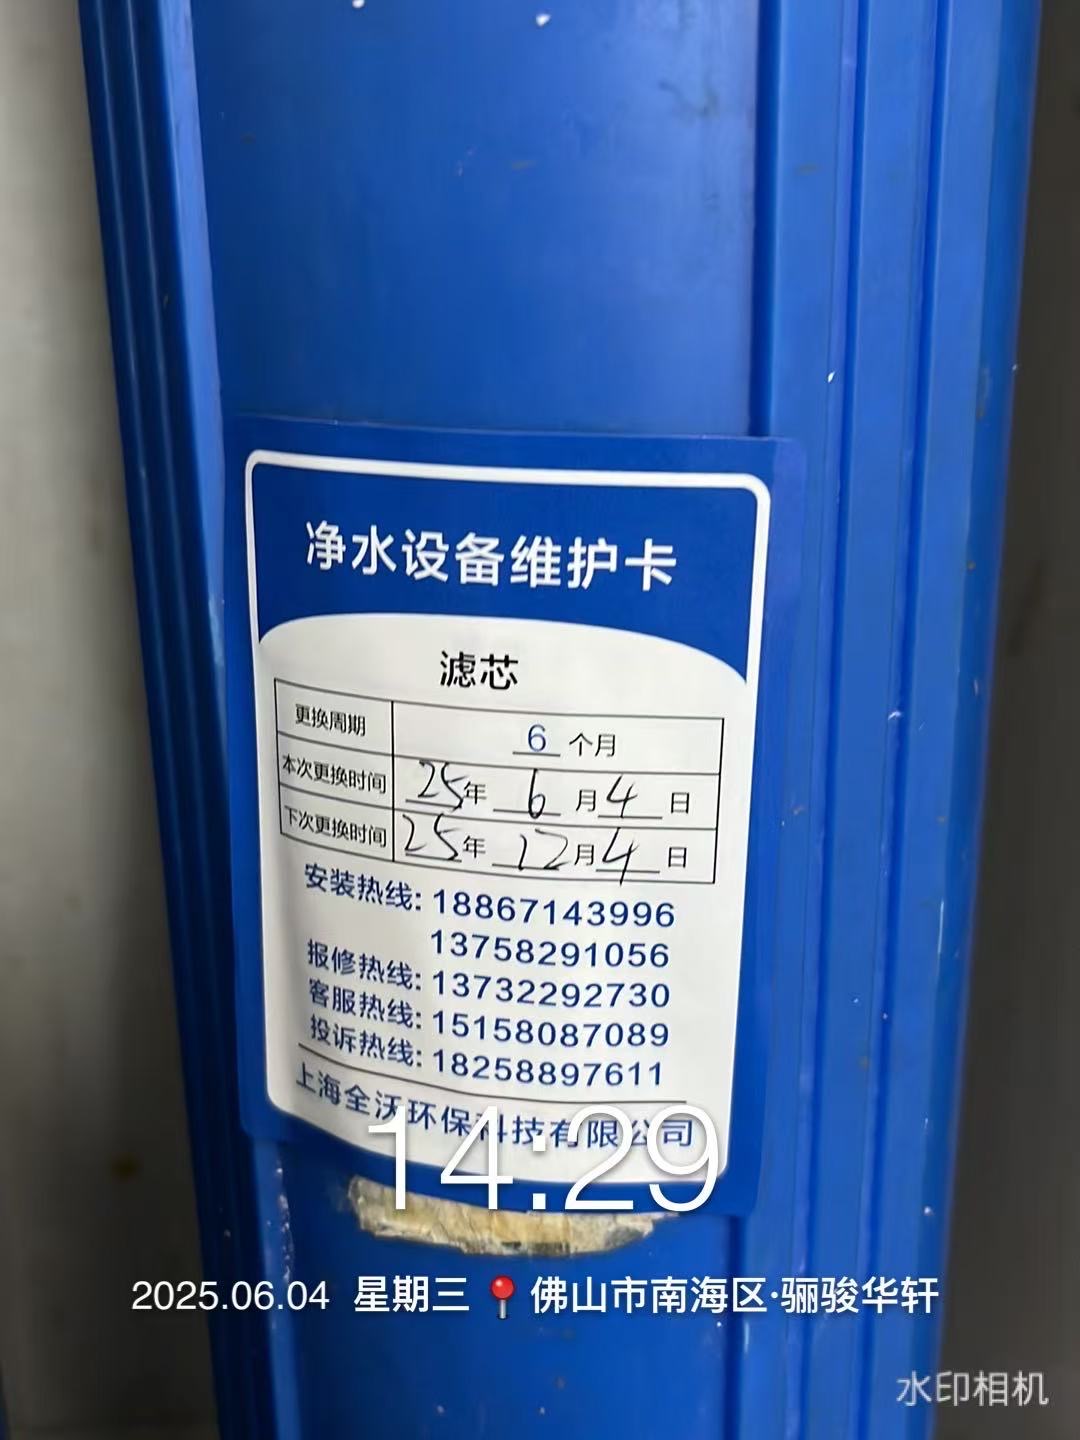 净水设备维护卡
滤芯
更换周期 6 个月
本次更换时间 25年 6 月 4 日
下次更换时间 25年 12月 4 日
安装热线: 18867143996
13758291056
报修热线: 13732292730
客服热线: 15158087089
投诉热线: 18258897611
上海全沃环保科技有限公司
14:29
2025.06.04 星期三 佛山市南海区·骊骏华轩
水印相机